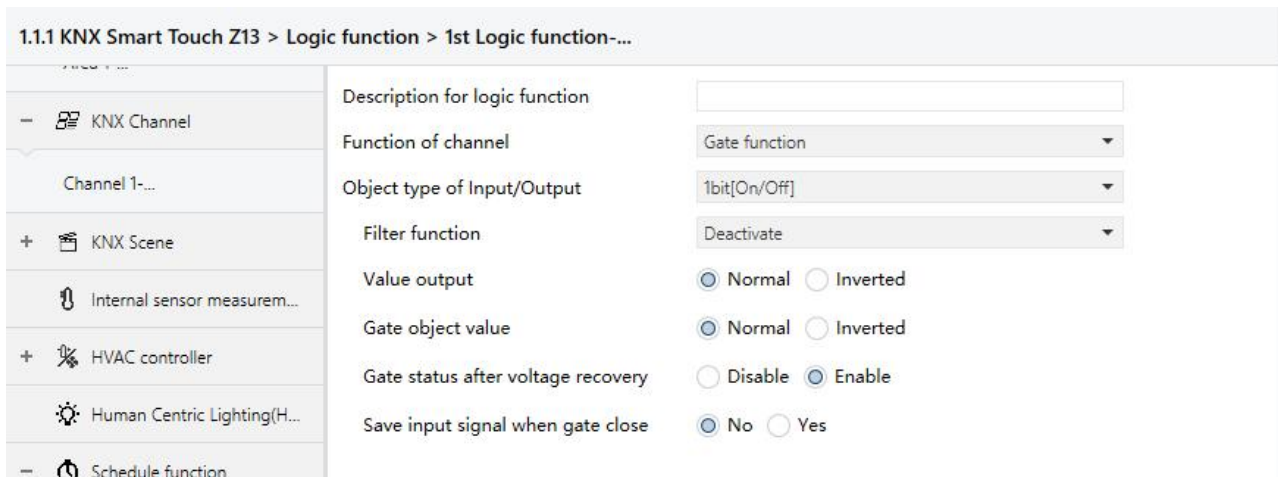 1.1.1 KNX Smart Touch Z13 > Logic function > 1st Logic function-...
KNX Channel
Channel 1-...
KNX Scene
Internal sensor measurem...
HVAC controller
Human Centric Lighting(H...
Schedule function
Description for logic function
Function of channel Gate function
Object type of Input/Output 1bit[On/Off]
Filter function Deactivate
Value output Normal Inverted
Gate object value Normal Inverted
Gate status after voltage recovery Disable Enable
Save input signal when gate close No Yes